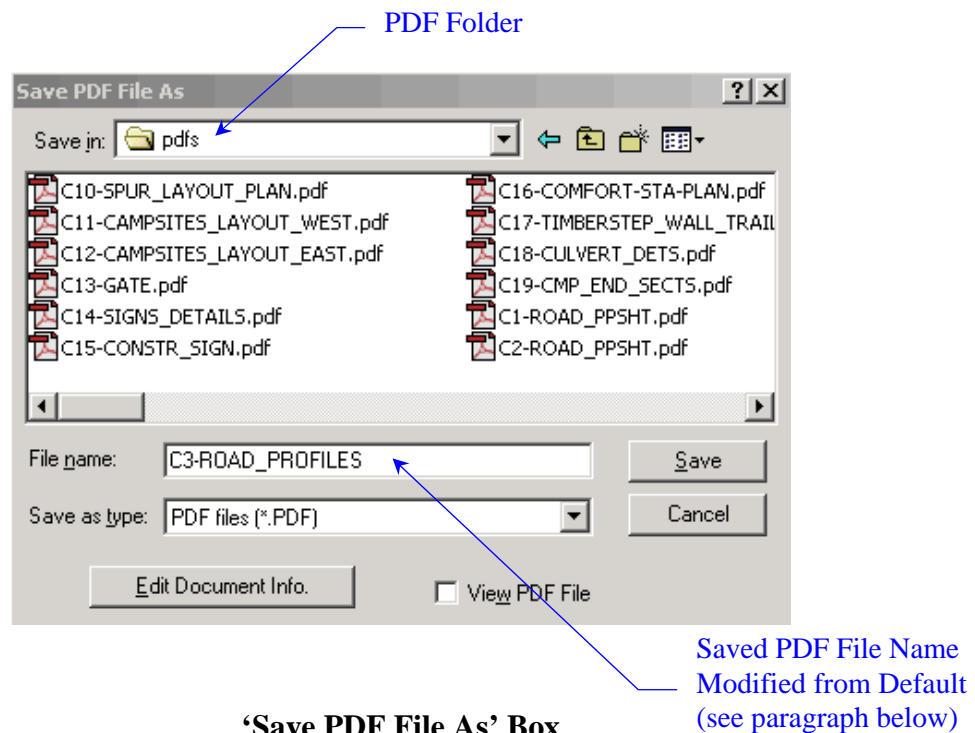 PDF Folder
Save PDF File As
Save in: pdfs
C10-SPUR_LAYOUT_PLAN.pdf
C11-CAMPSITES_LAYOUT_WEST.pdf
C12-CAMPSITES_LAYOUT_EAST.pdf
C13-GATE.pdf
C14-SIGNS_DETAILS.pdf
C15-CONSTR_SIGN.pdf
C16-COMFORT-STA-PLAN.pdf
C17-TIMBERSTEP_WALL_TRAIL
C18-CULVERT_DETS.pdf
C19-CMP_END_SECTS.pdf
C1-ROAD_PPSHT.pdf
C2-ROAD_PPSHT.pdf
File name: C3-ROAD_PROFILES Save
Save as type: PDF files (*.PDF) Cancel
Edit Document Info. View PDF File
Saved PDF File Name
Modified from Default
(see paragraph below)
‘Save PDF File As’ Box